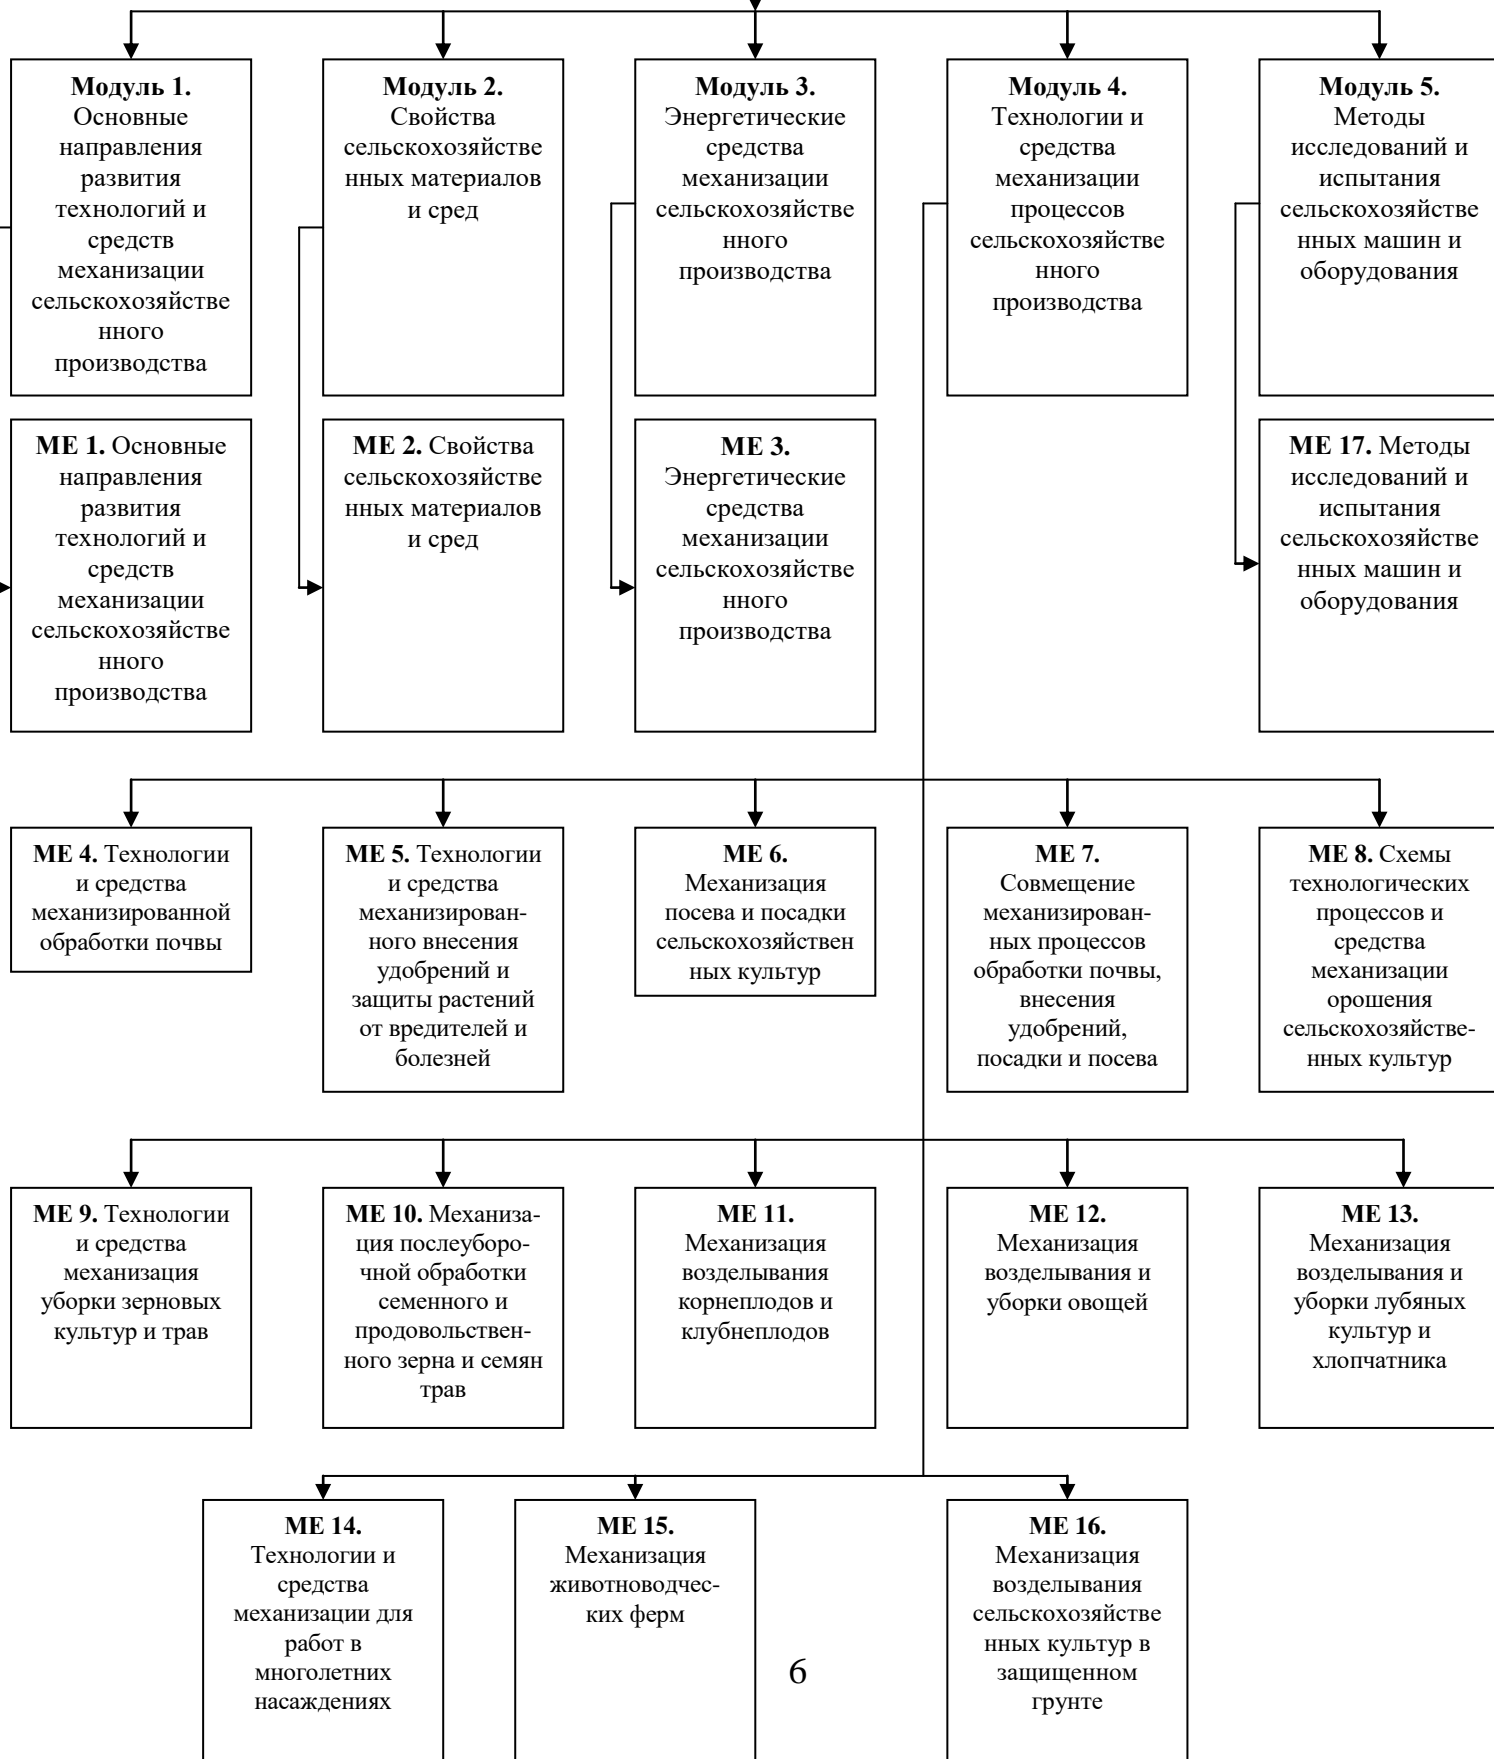 Модуль 1.
Основные
направления
развития
технологий и
средств
механизации
сельскохозяйстве
нного
производства
Модуль 2.
Свойства
сельскохозяйстве
нных материалов
и сред
Модуль 3.
Энергетические
средства
механизации
сельскохозяйстве
нного
производства
Модуль 4.
Технологии и
средства
механизации
процессов
сельскохозяйстве
нного
производства
Модуль 5.
Методы
исследований и
испытания
сельскохозяйстве
нных машин и
оборудования
МЕ 1. Основные
направления
развития
технологий и
средств
механизации
сельскохозяйстве
нного
производства
МЕ 2. Свойства
сельскохозяйстве
нных материалов
и сред
МЕ 3.
Энергетические
средства
механизации
сельскохозяйстве
нного
производства
МЕ 17. Методы
исследований и
испытания
сельскохозяйстве
нных машин и
оборудования
МЕ 4. Технологии
и средства
механизированной
обработки почвы
МЕ 5. Технологии
и средства
механизирован-
ного внесения
удобрений и
защиты растений
от вредителей и
болезней
МЕ 6.
Механизация
посева и посадки
сельскохозяйствен
ных культур
МЕ 7.
Совмещение
механизирован-
ных процессов
обработки почвы,
внесения
удобрений,
посадки и посева
МЕ 8. Схемы
технологических
процессов и
средства
механизации
орошения
сельскохозяйстве-
нных культур
МЕ 9. Технологии
и средства
механизация
уборки зерновых
культур и трав
МЕ 10. Механиза-
ция послеуборо-
чной обработки
семенного и
продовольствен-
ного зерна и семян
трав
МЕ 11.
Механизация
возделывания
корнеплодов и
клубнеплодов
МЕ 12.
Механизация
возделывания и
уборки овощей
МЕ 13.
Механизация
возделывания и
уборки лубяных
культур и
хлопчатника
МЕ 14.
Технологии и
средства
механизации для
работ в
многолетних
насаждениях
МЕ 15.
Механизация
животноводчес-
ких ферм
МЕ 16.
Механизация
возделывания
сельскохозяйстве
нных культур в
защищенном
грунте
6